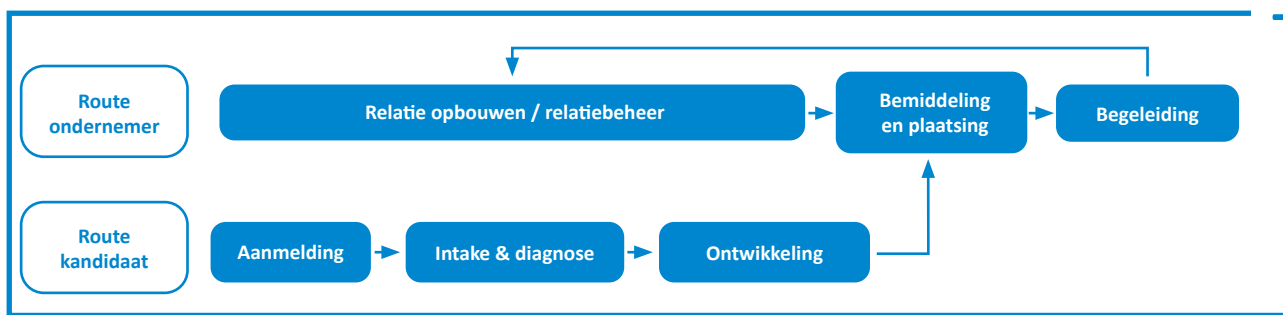 Route
ondernemer
Relatie opbouwen / relatiebeheer
Bemiddeling
en plaatsing
Begeleiding
Route
kandidaat
Aanmelding
Intake & diagnose
Ontwikkeling